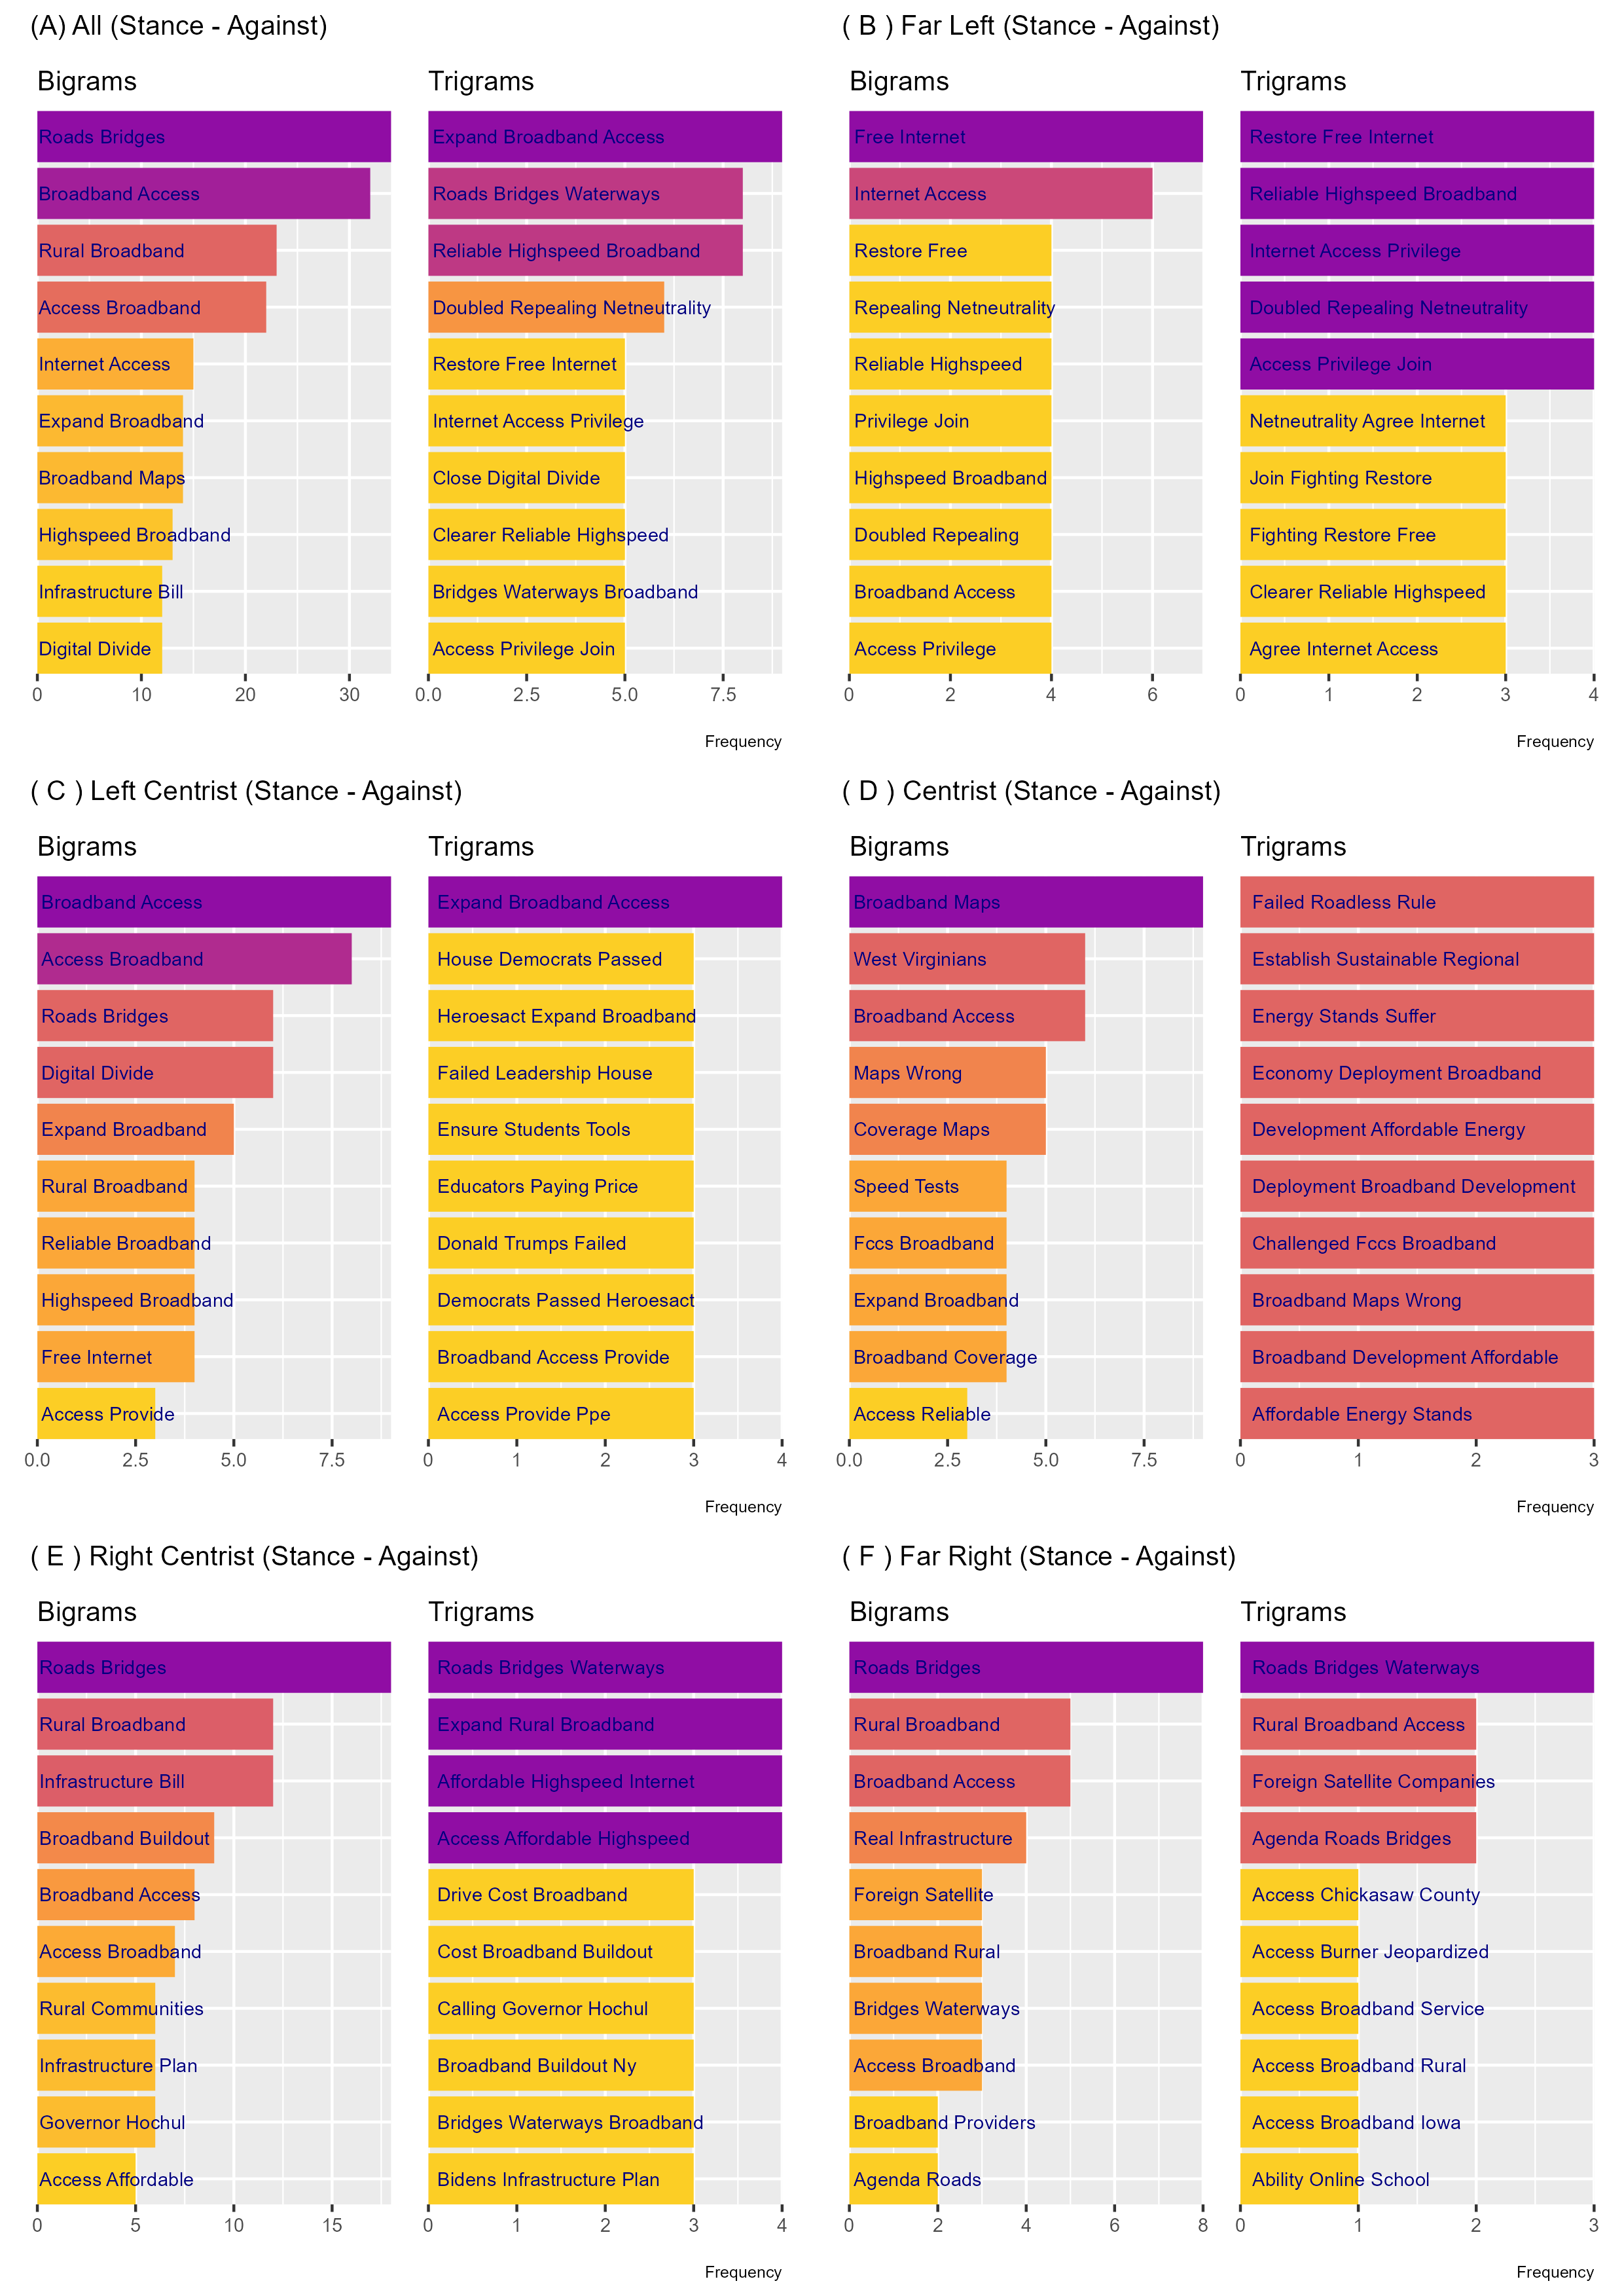 (A) All (Stance - Against)
Bigrams
Roads Bridges
Broadband Access
Rural Broadband
Access Broadband
Internet Access
Expand Broadband
Broadband Maps
Highspeed Broadband
Infrastructure Bill
Digital Divide
0 10 20 30
Trigrams
Expand Broadband Access
Roads Bridges Waterways
Reliable Highspeed Broadband
Doubled Repealing Netneutrality
Restore Free Internet
Internet Access Privilege
Close Digital Divide
Clearer Reliable Highspeed
Bridges Waterways Broadband
Access Privilege Join
0.0 2.5 5.0 7.5
Frequency
( B ) Far Left (Stance - Against)
Bigrams
Free Internet
Internet Access
Restore Free
Repealing Netneutrality
Reliable Highspeed
Privilege Join
Highspeed Broadband
Doubled Repealing
Broadband Access
Access Privilege
0 2 4 6
Trigrams
Restore Free Internet
Reliable Highspeed Broadband
Internet Access Privilege
Doubled Repealing Netneutrality
Access Privilege Join
Netneutrality Agree Internet
Join Fighting Restore
Fighting Restore Free
Clearer Reliable Highspeed
Agree Internet Access
0 1 2 3 4
Frequency
( C ) Left Centrist (Stance - Against)
Bigrams
Broadband Access
Access Broadband
Roads Bridges
Digital Divide
Expand Broadband
Rural Broadband
Reliable Broadband
Highspeed Broadband
Free Internet
Access Provide
0.0 2.5 5.0 7.5
Trigrams
Expand Broadband Access
House Democrats Passed
Heroesact Expand Broadband
Failed Leadership House
Ensure Students Tools
Educators Paying Price
Donald Trumps Failed
Democrats Passed Heroesact
Broadband Access Provide
Access Provide Ppe
0 1 2 3 4
Frequency
( D ) Centrist (Stance - Against)
Bigrams
Broadband Maps
West Virginians
Broadband Access
Maps Wrong
Coverage Maps
Speed Tests
Fccs Broadband
Expand Broadband
Broadband Coverage
Access Reliable
0.0 2.5 5.0 7.5
Trigrams
Failed Roadless Rule
Establish Sustainable Regional
Energy Stands Suffer
Economy Deployment Broadband
Development Affordable Energy
Deployment Broadband Development
Challenged Fccs Broadband
Broadband Maps Wrong
Broadband Development Affordable
Affordable Energy Stands
0 1 2 3
Frequency
( E ) Right Centrist (Stance - Against)
Bigrams
Roads Bridges
Rural Broadband
Infrastructure Bill
Broadband Buildout
Broadband Access
Access Broadband
Rural Communities
Infrastructure Plan
Governor Hochul
Access Affordable
0 5 10 15
Trigrams
Roads Bridges Waterways
Expand Rural Broadband
Affordable Highspeed Internet
Access Affordable Highspeed
Drive Cost Broadband
Cost Broadband Buildout
Calling Governor Hochul
Broadband Buildout Ny
Bridges Waterways Broadband
Bidens Infrastructure Plan
0 1 2 3 4
Frequency
( F ) Far Right (Stance - Against)
Bigrams
Roads Bridges
Rural Broadband
Broadband Access
Real Infrastructure
Foreign Satellite
Broadband Rural
Bridges Waterways
Access Broadband
Broadband Providers
Agenda Roads
0 2 4 6 8
Trigrams
Roads Bridges Waterways
Rural Broadband Access
Foreign Satellite Companies
Agenda Roads Bridges
Access Chickasaw County
Access Burner Jeopardized
Access Broadband Service
Access Broadband Rural
Access Broadband Iowa
Ability Online School
0 1 2 3
Frequency